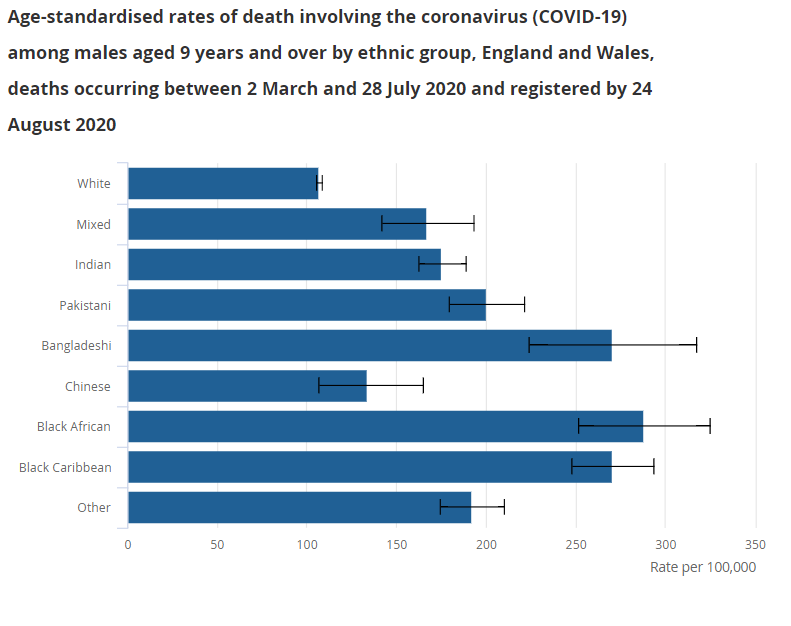 Age-standardised rates of death involving the coronavirus (COVID-19)
among males aged 9 years and over by ethnic group, England and Wales,
deaths occurring between 2 March and 28 July 2020 and registered by 24
August 2020
White
Mixed
Indian
Pakistani
Bangladeshi
Chinese
Black African
Black Caribbean
Other
0 50 100 150 200 250 300 350
Rate per 100,000